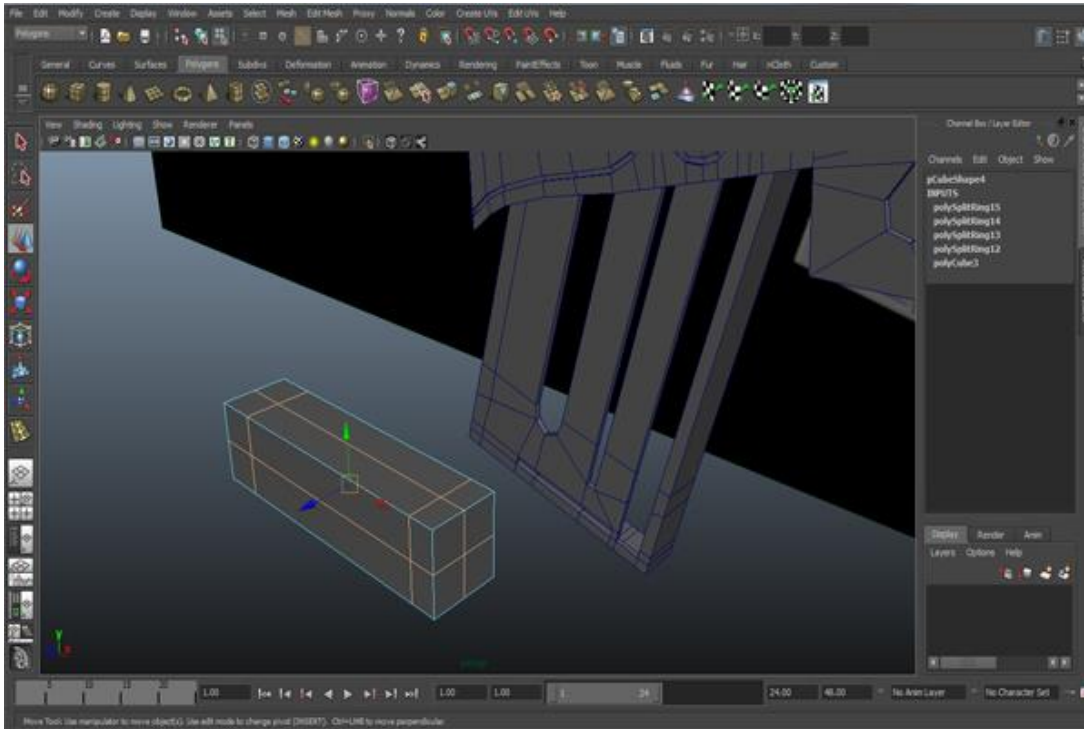 File Edit Modify Create Display Window Assets Select Mesh Edit Mesh Proxy Normals Color Create UVs Edit UVs Help
Polygons
General Curves Surfaces Polygons Subdivs Deformation Animation Dynamics Rendering PaintEffects Toon Muscle Fluids Fur Hair nCloth Custom
View Shading Lighting Show Renderer Panels
Channel Box / Layer Editor
Channels Edit Object Show
pCubeShape4
INPUTS
polySplitRing15
polySplitRing14
polySplitRing13
polySplitRing12
polyCube3
Display Render Anim
Layers Options Help
5 10 15 20
1.00 1.00 1.00 1 24 24.00 48.00 No Anim Layer No Character Set
Move Tool: Use manipulator to move object(s). Use edit mode to change pivot (INSERT). Ctrl+LMB to move perpendicular.